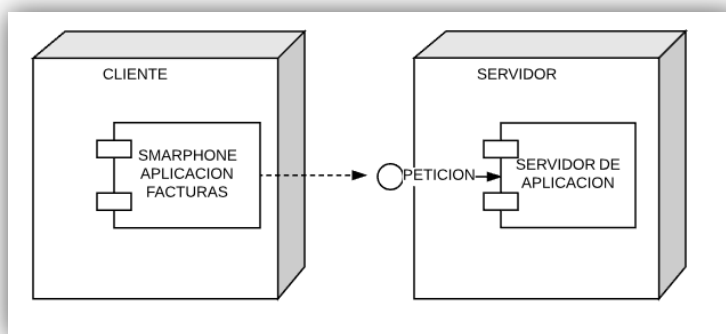 CLIENTE
SMARPHONE
APLICACION
FACTURAS
PETICION
SERVIDOR
SERVIDOR DE
APLICACION